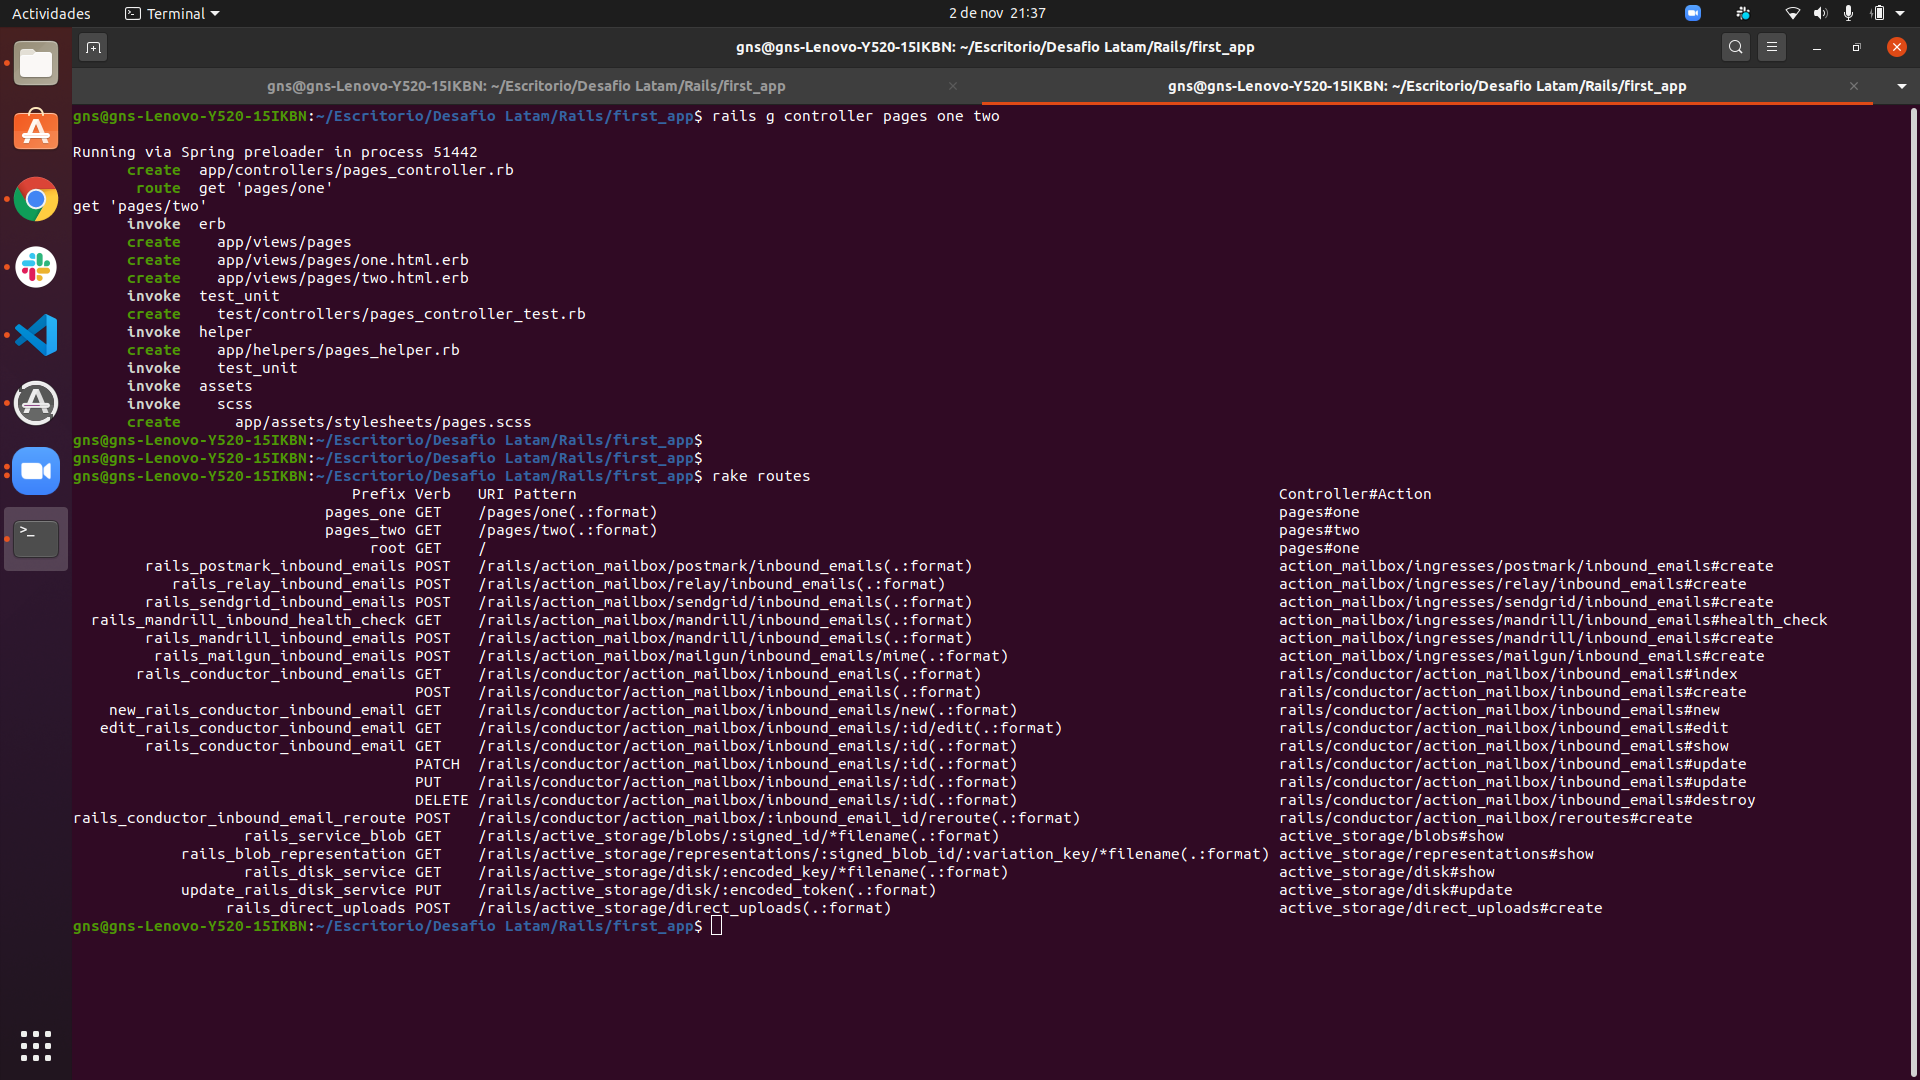 Actividades Terminal 2 de nov 21:37
gns@gns-Lenovo-Y520-15IKBN: ~/Escritorio/Desafio Latam/Rails/first_app
gns@gns-Lenovo-Y520-15IKBN: ~/Escritorio/Desafio Latam/Rails/first_app gns@gns-Lenovo-Y520-15IKBN: ~/Escritorio/Desafio Latam/Rails/first_app
gns@gns-Lenovo-Y520-15IKBN:~/Escritorio/Desafio Latam/Rails/first_app$ rails g controller pages one two
Running via Spring preloader in process 51442
create app/controllers/pages_controller.rb
route get 'pages/one'
get 'pages/two'
invoke erb
create app/views/pages
create app/views/pages/one.html.erb
create app/views/pages/two.html.erb
invoke test_unit
create test/controllers/pages_controller_test.rb
invoke helper
create app/helpers/pages_helper.rb
invoke test_unit
invoke assets
invoke scss
create app/assets/stylesheets/pages.scss
gns@gns-Lenovo-Y520-15IKBN:~/Escritorio/Desafio Latam/Rails/first_app$
gns@gns-Lenovo-Y520-15IKBN:~/Escritorio/Desafio Latam/Rails/first_app$
gns@gns-Lenovo-Y520-15IKBN:~/Escritorio/Desafio Latam/Rails/first_app$ rake routes
Prefix Verb URI Pattern Controller#Action
pages_one GET /pages/one(.:format) pages#one
pages_two GET /pages/two(.:format) pages#two
root GET / pages#one
rails_postmark_inbound_emails POST /rails/action_mailbox/postmark/inbound_emails(.:format) action_mailbox/ingresses/postmark/inbound_emails#create
rails_relay_inbound_emails POST /rails/action_mailbox/relay/inbound_emails(.:format) action_mailbox/ingresses/relay/inbound_emails#create
rails_sendgrid_inbound_emails POST /rails/action_mailbox/sendgrid/inbound_emails(.:format) action_mailbox/ingresses/sendgrid/inbound_emails#create
rails_mandrill_inbound_health_check GET /rails/action_mailbox/mandrill/inbound_emails(.:format) action_mailbox/ingresses/mandrill/inbound_emails#health_check
rails_mandrill_inbound_emails POST /rails/action_mailbox/mandrill/inbound_emails(.:format) action_mailbox/ingresses/mandrill/inbound_emails#create
rails_mailgun_inbound_emails POST /rails/action_mailbox/mailgun/inbound_emails/mime(.:format) action_mailbox/ingresses/mailgun/inbound_emails#create
rails_conductor_inbound_emails GET /rails/conductor/action_mailbox/inbound_emails(.:format) rails/conductor/action_mailbox/inbound_emails#index
POST /rails/conductor/action_mailbox/inbound_emails(.:format) rails/conductor/action_mailbox/inbound_emails#create
new_rails_conductor_inbound_email GET /rails/conductor/action_mailbox/inbound_emails/new(.:format) rails/conductor/action_mailbox/inbound_emails#new
edit_rails_conductor_inbound_email GET /rails/conductor/action_mailbox/inbound_emails/:id/edit(.:format) rails/conductor/action_mailbox/inbound_emails#edit
rails_conductor_inbound_email GET /rails/conductor/action_mailbox/inbound_emails/:id(.:format) rails/conductor/action_mailbox/inbound_emails#show
PATCH /rails/conductor/action_mailbox/inbound_emails/:id(.:format) rails/conductor/action_mailbox/inbound_emails#update
PUT /rails/conductor/action_mailbox/inbound_emails/:id(.:format) rails/conductor/action_mailbox/inbound_emails#update
DELETE /rails/conductor/action_mailbox/inbound_emails/:id(.:format) rails/conductor/action_mailbox/inbound_emails#destroy
rails_conductor_inbound_email_reroute POST /rails/conductor/action_mailbox/:inbound_email_id/reroute(.:format) rails/conductor/action_mailbox/reroutes#create
rails_service_blob GET /rails/active_storage/blobs/:signed_id/*filename(.:format) active_storage/blobs#show
rails_blob_representation GET /rails/active_storage/representations/:signed_blob_id/:variation_key/*filename(.:format) active_storage/representations#show
rails_disk_service GET /rails/active_storage/disk/:encoded_key/*filename(.:format) active_storage/disk#show
update_rails_disk_service PUT /rails/active_storage/disk/:encoded_token(.:format) active_storage/disk#update
rails_direct_uploads POST /rails/active_storage/direct_uploads(.:format) active_storage/direct_uploads#create
gns@gns-Lenovo-Y520-15IKBN:~/Escritorio/Desafio Latam/Rails/first_app$